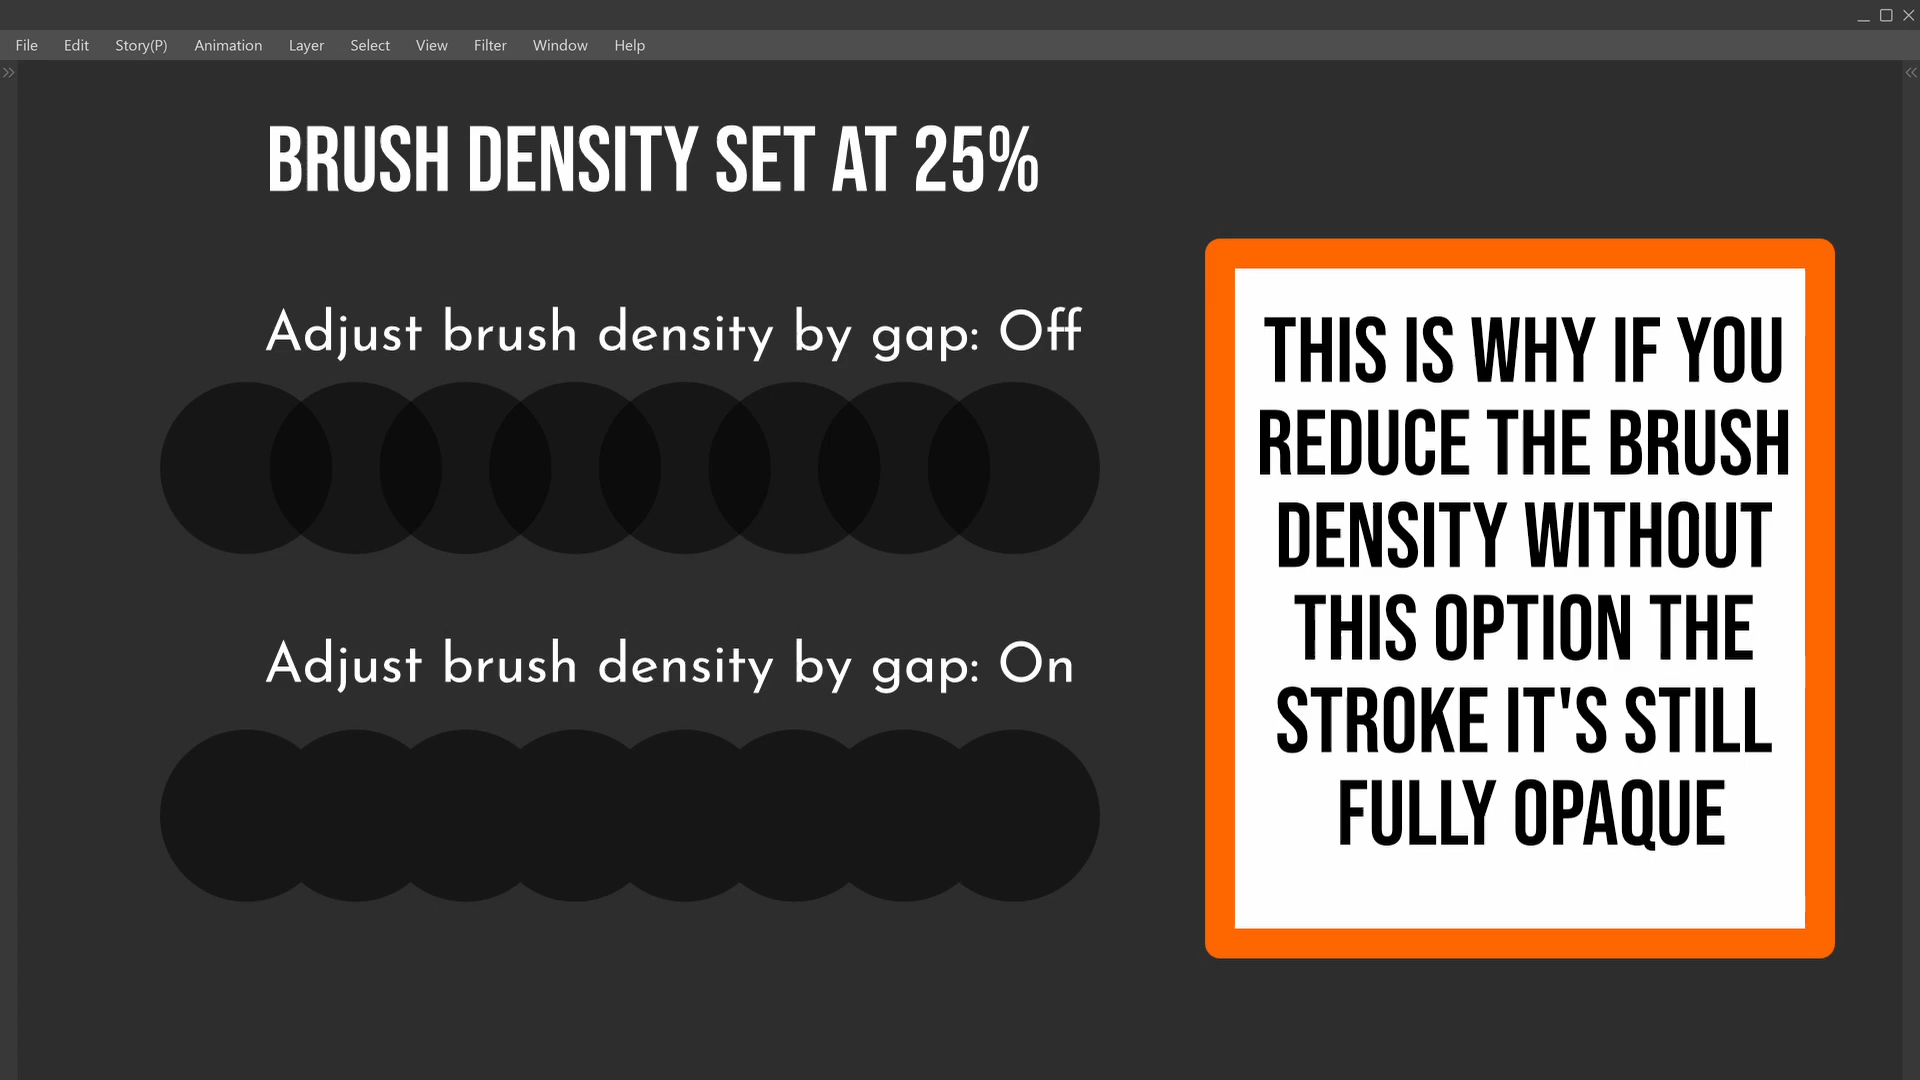 File Edit Story(P) Animation Layer Select View Filter Window Help
BRUSH DENSITY SET AT 25%
Adjust brush density by gap: Off
Adjust brush density by gap: On
THIS IS WHY IF YOU
REDUCE THE BRUSH
DENSITY WITHOUT
THIS OPTION THE
STROKE IT'S STILL
FULLY OPAQUE